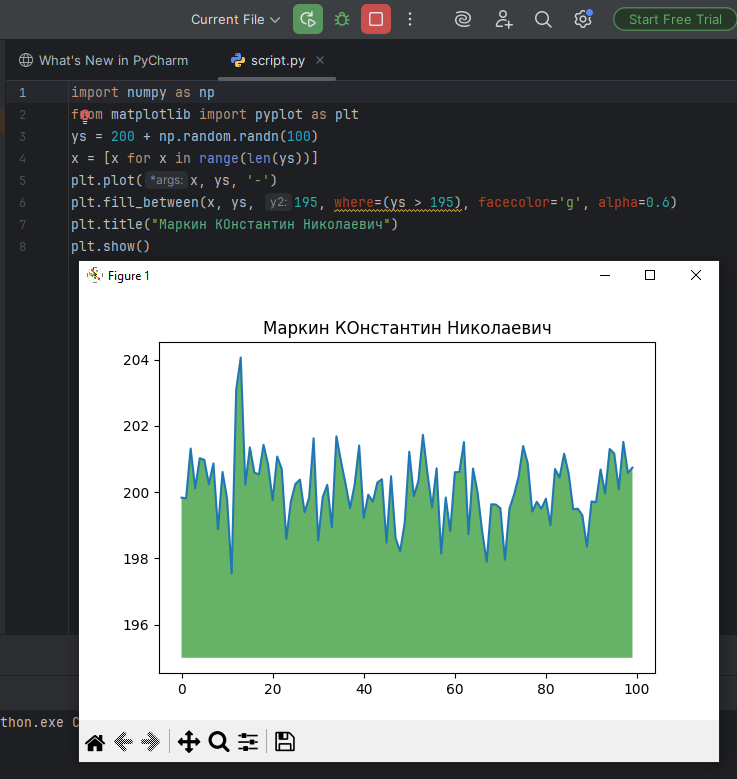 Current File
Start Free Trial
What's New in PyCharm
script.py
1 import numpy as np
2 from matplotlib import pyplot as plt
3 ys = 200 + np.random.randn(100)
4 x = [x for x in range(len(ys))]
5 plt.plot( *args: x, ys, '-')
6 plt.fill_between(x, ys, y2: 195, where=(ys > 195), facecolor='g', alpha=0.6)
7 plt.title("Маркин КОнстантин Николаевич")
8 plt.show()
Figure 1
Маркин КОнстантин Николаевич
204
202
200
198
196
0 20 40 60 80 100
thon.exe C